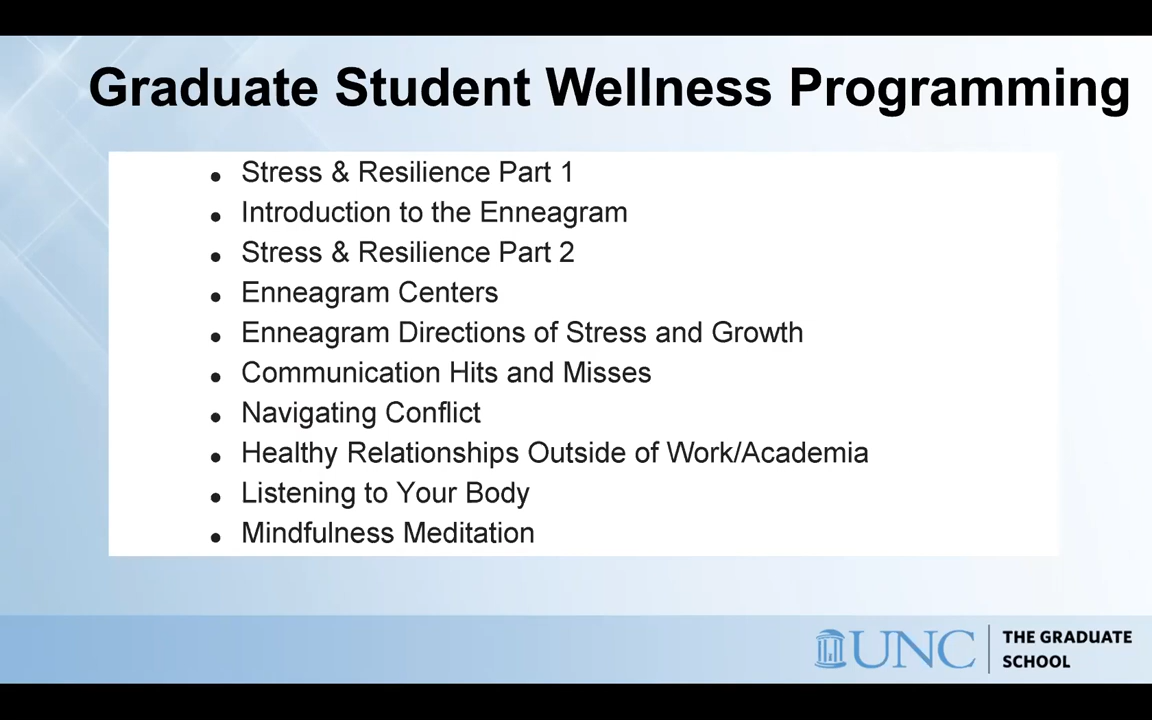 Graduate Student Wellness Programming
• Stress & Resilience Part 1
• Introduction to the Enneagram
• Stress & Resilience Part 2
• Enneagram Centers
• Enneagram Directions of Stress and Growth
• Communication Hits and Misses
• Navigating Conflict
• Healthy Relationships Outside of Work/Academia
• Listening to Your Body
• Mindfulness Meditation
UNC
THE GRADUATE
SCHOOL